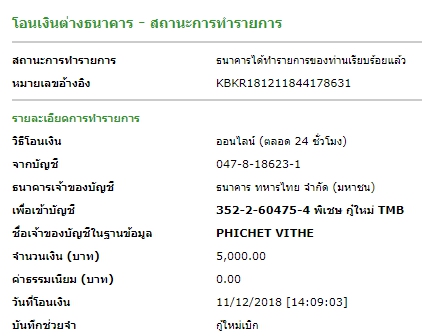 โอนเงินต่างธนาคาร - สถานะการทำรายการ
สถานะการทำรายการ ธนาคารได้ทำรายการของท่านเรียบร้อยแล้ว
หมายเลขอ้างอิง KBKR181211844178631
รายละเอียดการทำรายการ
วิธีโอนเงิน ออนไลน์ (ตลอด 24 ชั่วโมง)
จากบัญชี 047-8-18623-1
ธนาคารเจ้าของบัญชี ธนาคาร ทหารไทย จำกัด (มหาชน)
เพื่อเข้าบัญชี 352-2-60475-4 พิเชษ กู้ใหม่ TMB
ชื่อเจ้าของบัญชีในฐานข้อมูล PHICHET VITHE
จำนวนเงิน (บาท) 5,000.00
ค่าธรรมเนียม (บาท) 0.00
วันที่โอนเงิน 11/12/2018 [14:09:03]
บันทึกช่วยจำ กู้ใหม่เบิก